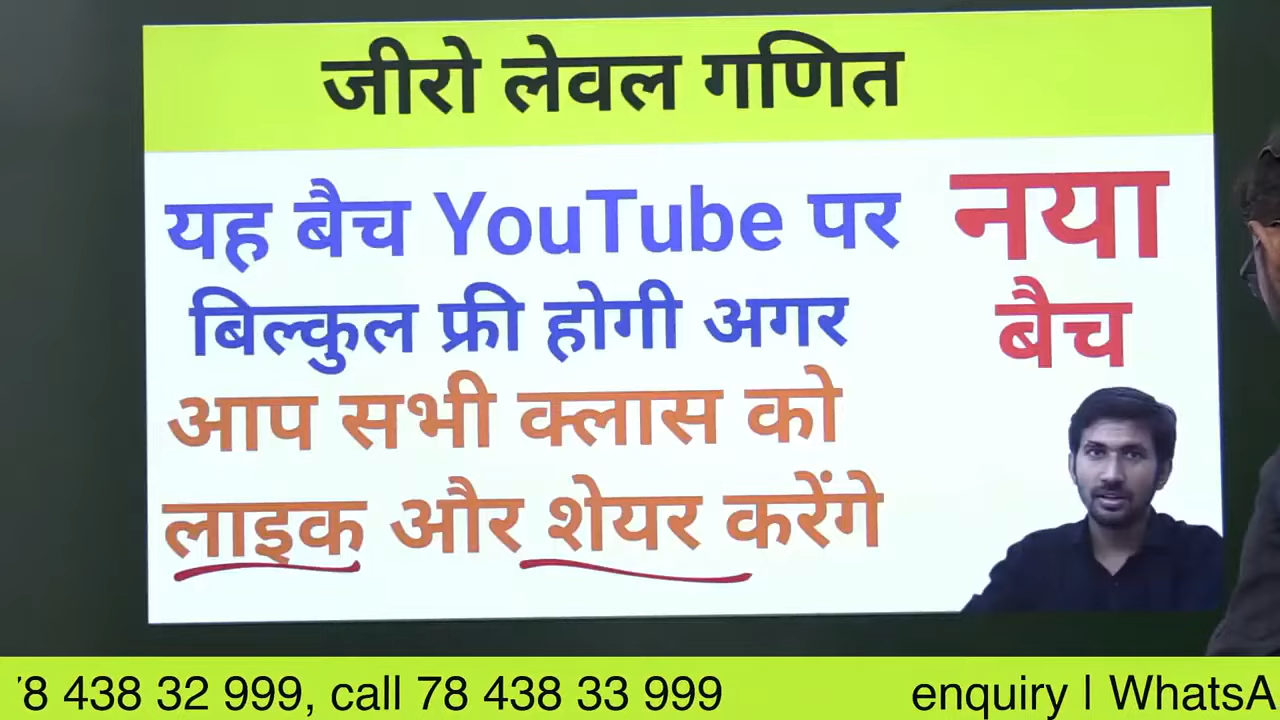 जीरो लेवल गणित
यह बैच YouTube पर
बिल्कुल फ्री होगी अगर
आप सभी क्लास को
लाइक और शेयर करेंगे
नया
बैच
78 438 32 999, call 78 438 33 999 enquiry | WhatsA